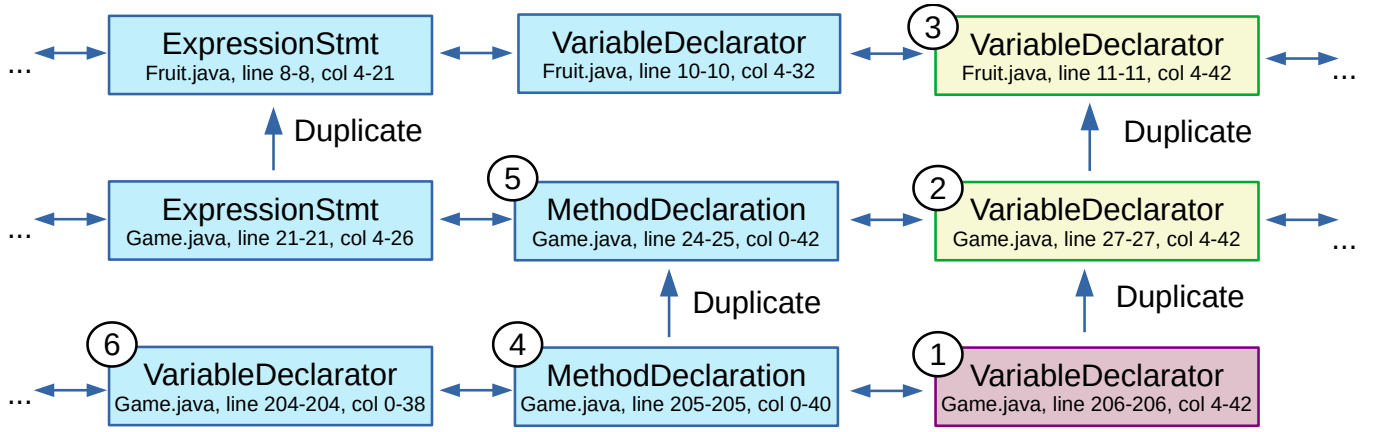 ExpressionStmt
Fruit.java, line 8-8, col 4-21
VariableDeclarator
Fruit.java, line 10-10, col 4-32
3
VariableDeclarator
Fruit.java, line 11-11, col 4-42
...
...
Duplicate
Duplicate
ExpressionStmt
Game.java, line 21-21, col 4-26
5
MethodDeclaration
Game.java, line 24-25, col 0-42
2
VariableDeclarator
Game.java, line 27-27, col 4-42
...
...
Duplicate
Duplicate
6
VariableDeclarator
Game.java, line 204-204, col 0-38
4
MethodDeclaration
Game.java, line 205-205, col 0-40
1
VariableDeclarator
Game.java, line 206-206, col 4-42
...